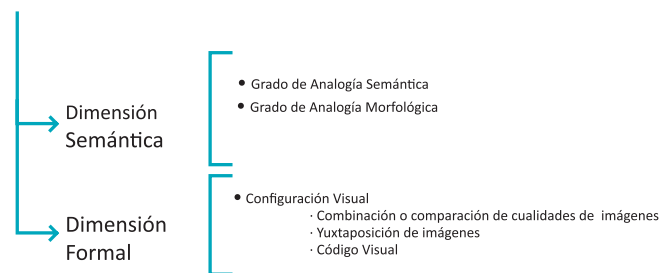 Dimensión
Semántica
• Grado de Analogía Semántica
• Grado de Analogía Morfológica
Dimensión
Formal
• Configuración Visual
· Combinación o comparación de cualidades de imágenes
· Yuxtaposición de imágenes
· Código Visual